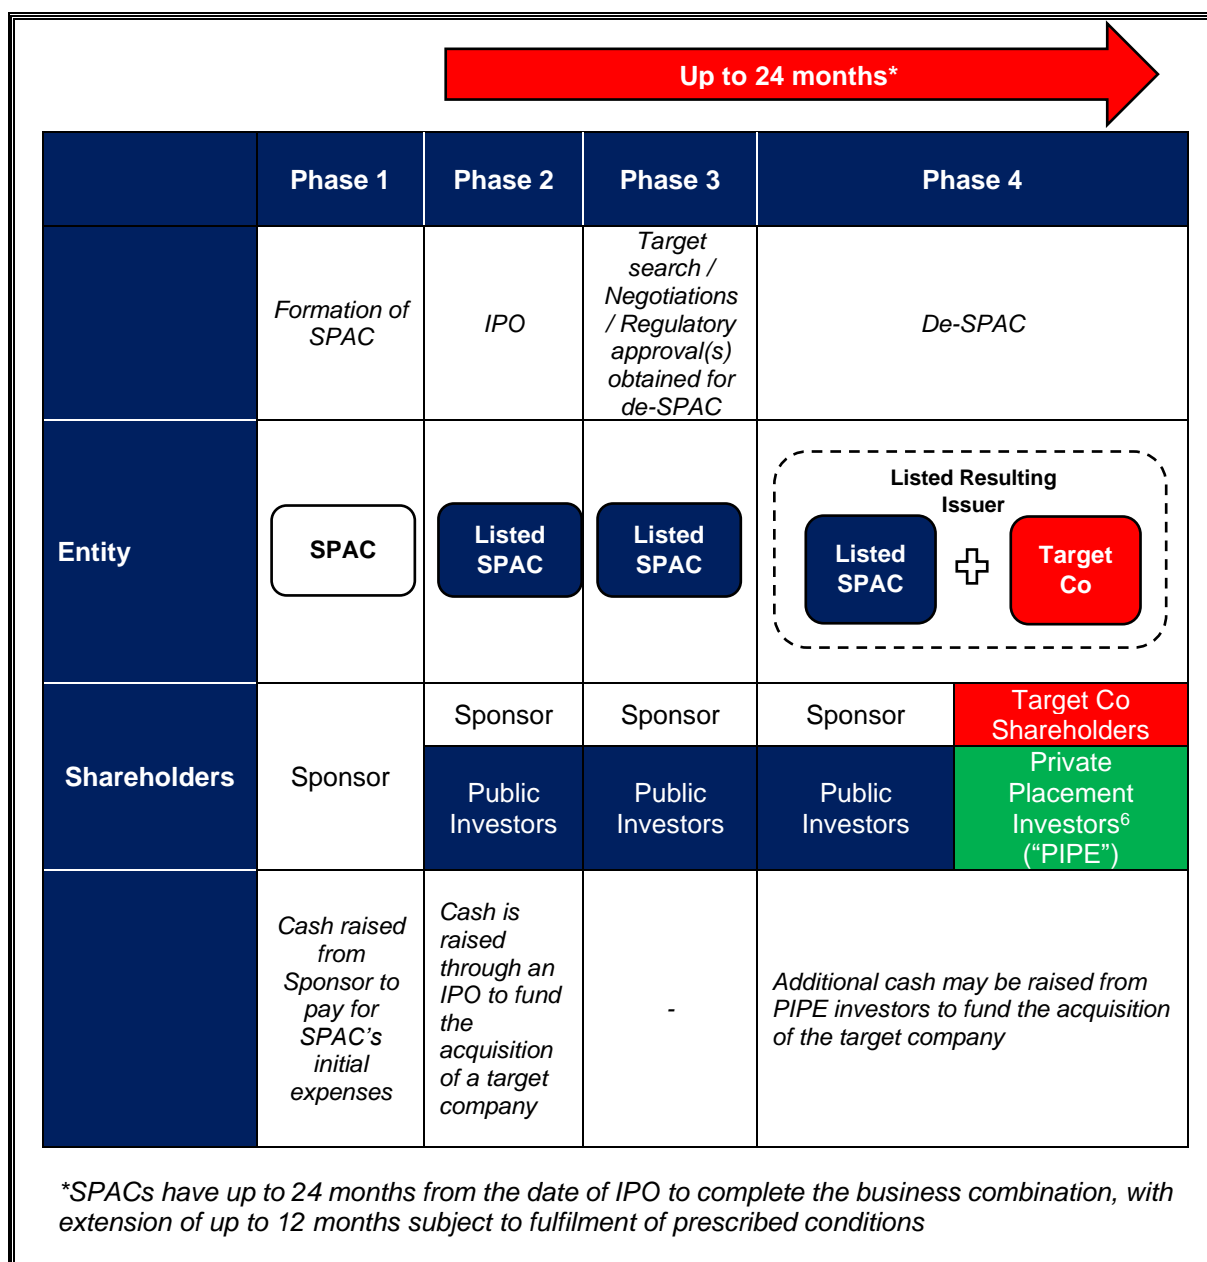 Up to 24 months*
Phase 1
Phase 2
Phase 3
Phase 4
Formation of
SPAC
IPO
Target
search /
Negotiations
/ Regulatory
approval(s)
obtained for
de-SPAC
De-SPAC
Entity
SPAC
Listed
SPAC
Listed
SPAC
Listed Resulting
Issuer
Listed
SPAC
Target
Co
Shareholders
Sponsor
Sponsor
Public
Investors
Sponsor
Public
Investors
Sponsor
Public
Investors
Target Co
Shareholders
Private
Placement
Investors⁶
(“PIPE”)
Cash raised
from
Sponsor to
pay for
SPAC’s
initial
expenses
Cash is
raised
through an
IPO to fund
the
acquisition
of a target
company
-
Additional cash may be raised from
PIPE investors to fund the acquisition
of the target company
*SPACs have up to 24 months from the date of IPO to complete the business combination, with
extension of up to 12 months subject to fulfilment of prescribed conditions